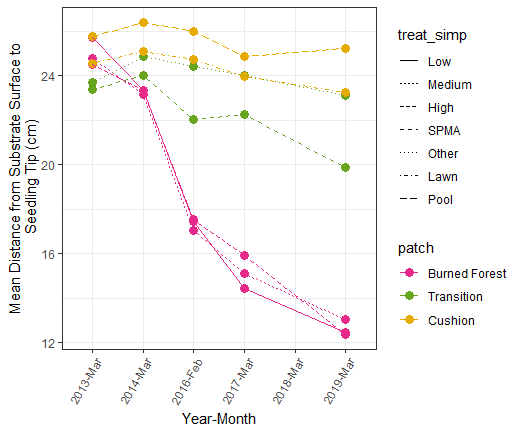 Mean Distance from Substrate Surface to
Seedling Tip (cm)
24
20
16
12
2013-Mar
2014-Mar
2016-Feb
2017-Mar
2018-Mar
2019-Mar
Year-Month
treat_simp
Low
Medium
High
SPMA
Other
Lawn
Pool
patch
Burned Forest
Transition
Cushion